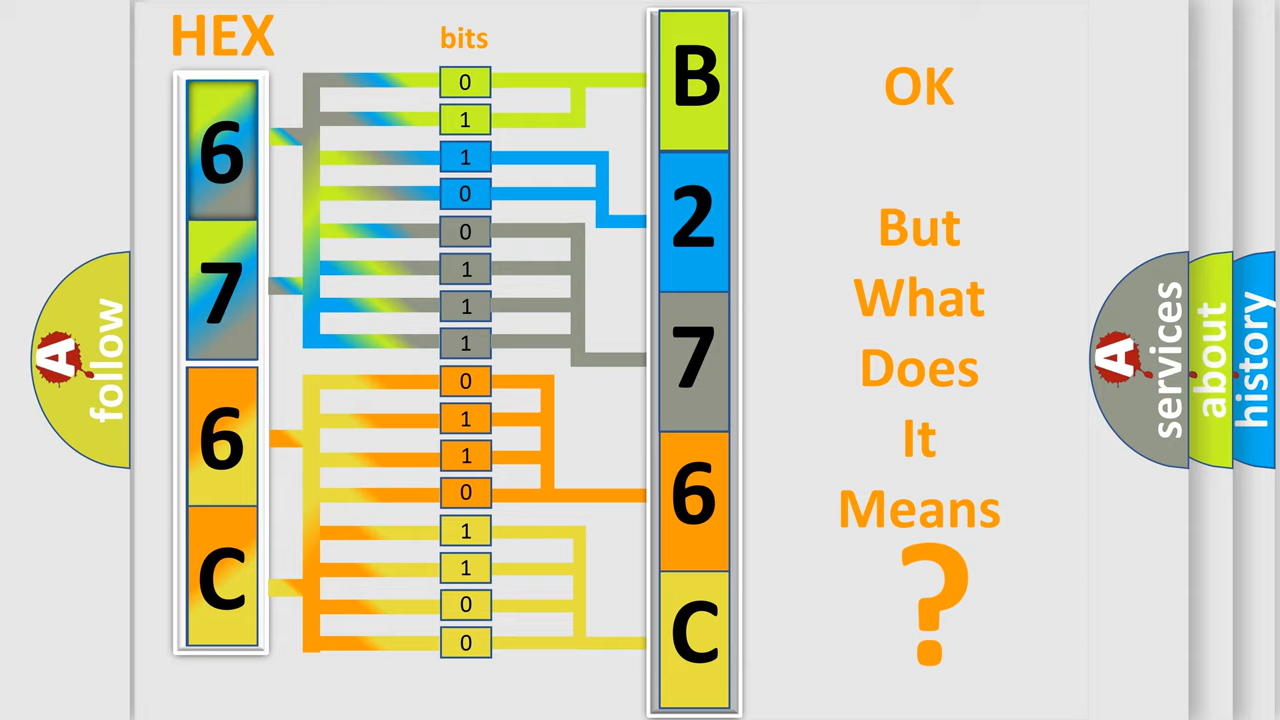 HEX
bits
6
7
6
C
0
1
1
0
0
1
1
1
0
1
1
0
1
1
0
0
B
2
7
6
C
OK
But
What
Does
It
Means
?
A
follow
A
services
about
history